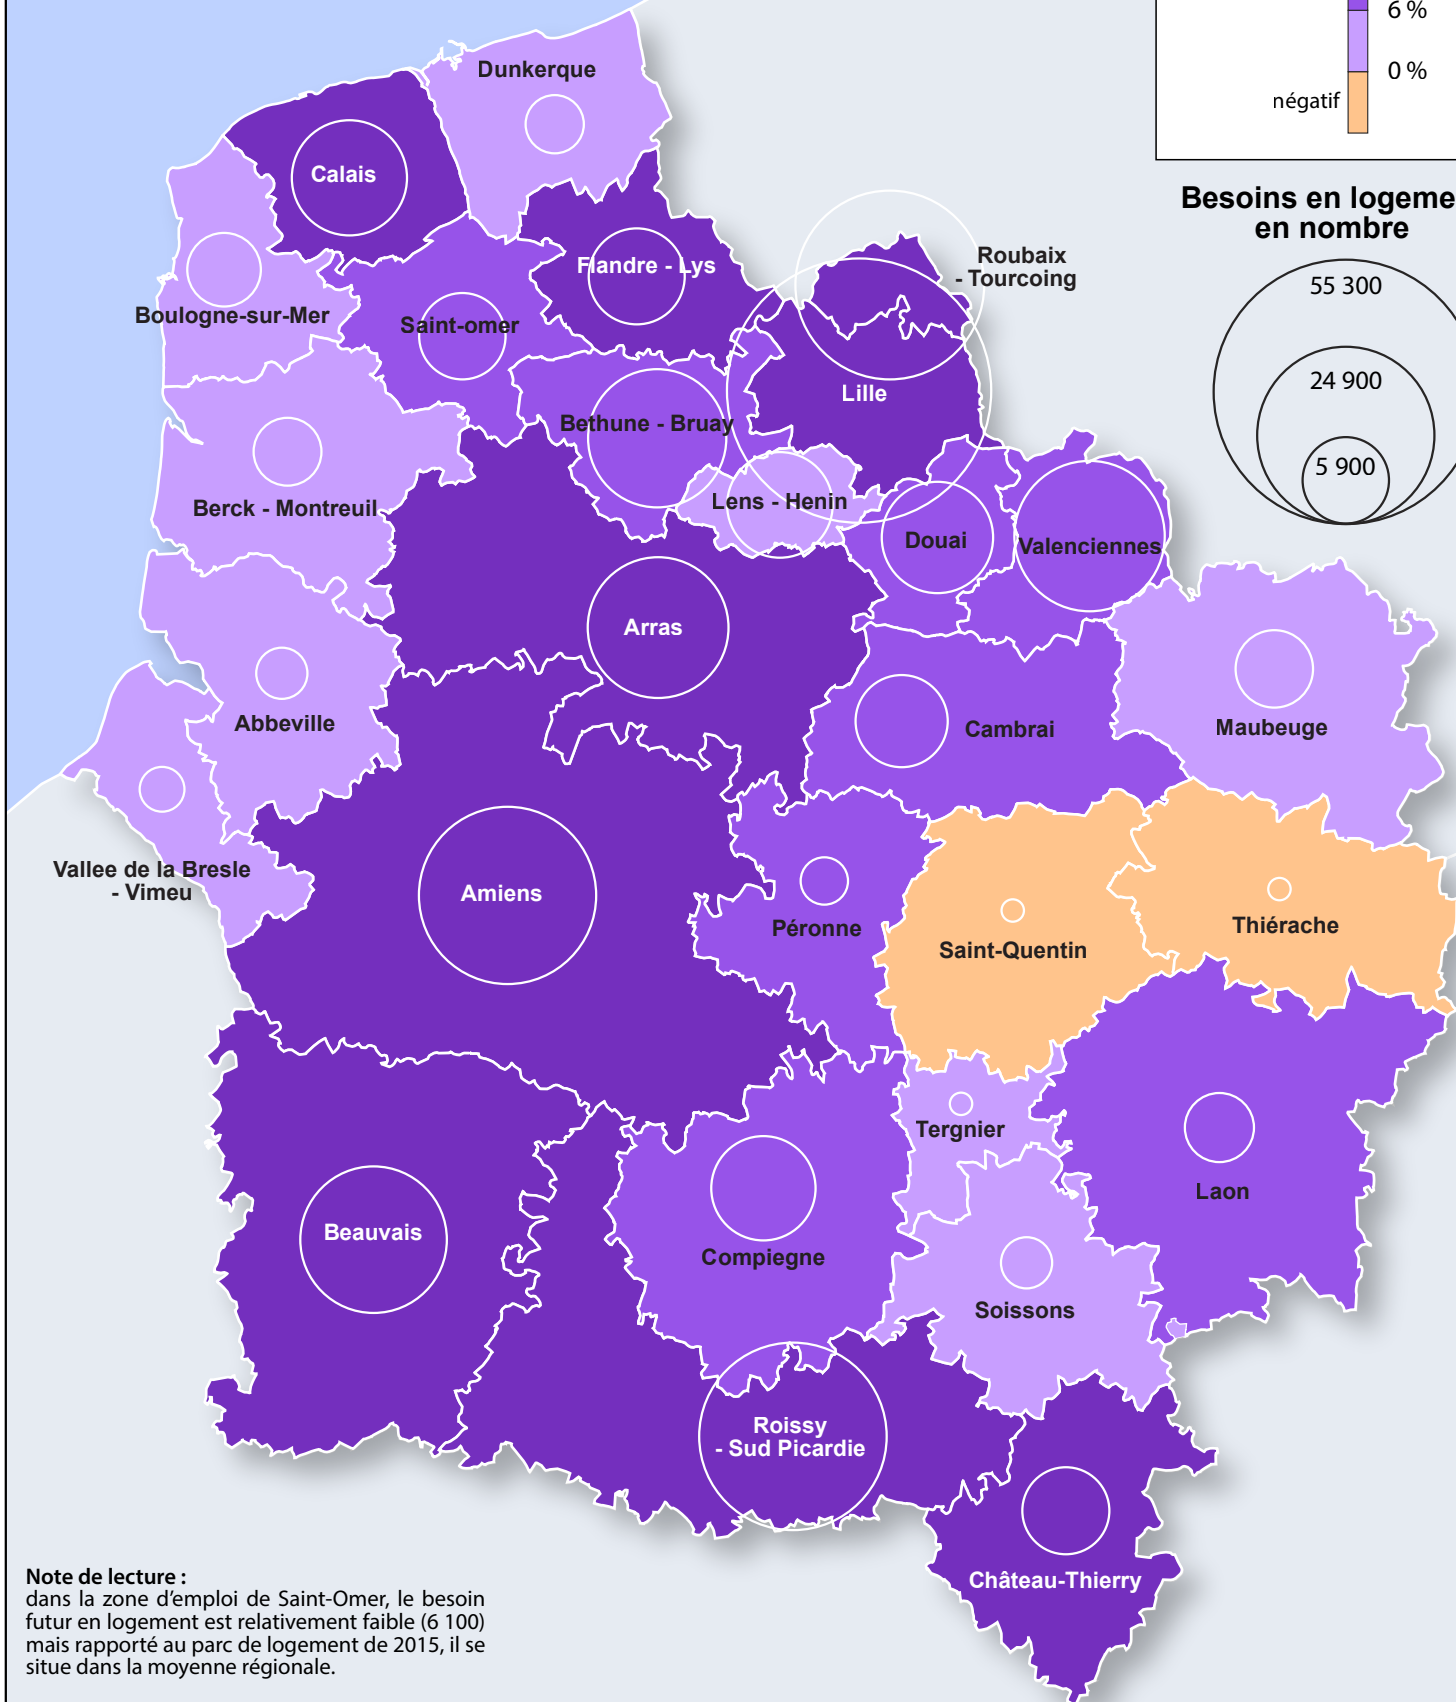 6 %
0 %
négatif
Besoins en logeme
en nombre
55 300
24 900
5 900
Dunkerque
Calais
Boulogne-sur-Mer
Flandre - Lys
Saint-omer
Roubaix
- Tourcoing
Lille
Bethune - Bruay
Berck - Montreuil
Lens - Henin
Douai
Valenciennes
Arras
Abbeville
Cambrai
Maubeuge
Vallee de la Bresle
- Vimeu
Amiens
Péronne
Saint-Quentin
Thiérache
Tergnier
Laon
Beauvais
Compiegne
Soissons
Roissy
- Sud Picardie
Château-Thierry
Note de lecture :
dans la zone d’emploi de Saint-Omer, le besoin
futur en logement est relativement faible (6 100)
mais rapporté au parc de logement de 2015, il se
situe dans la moyenne régionale.